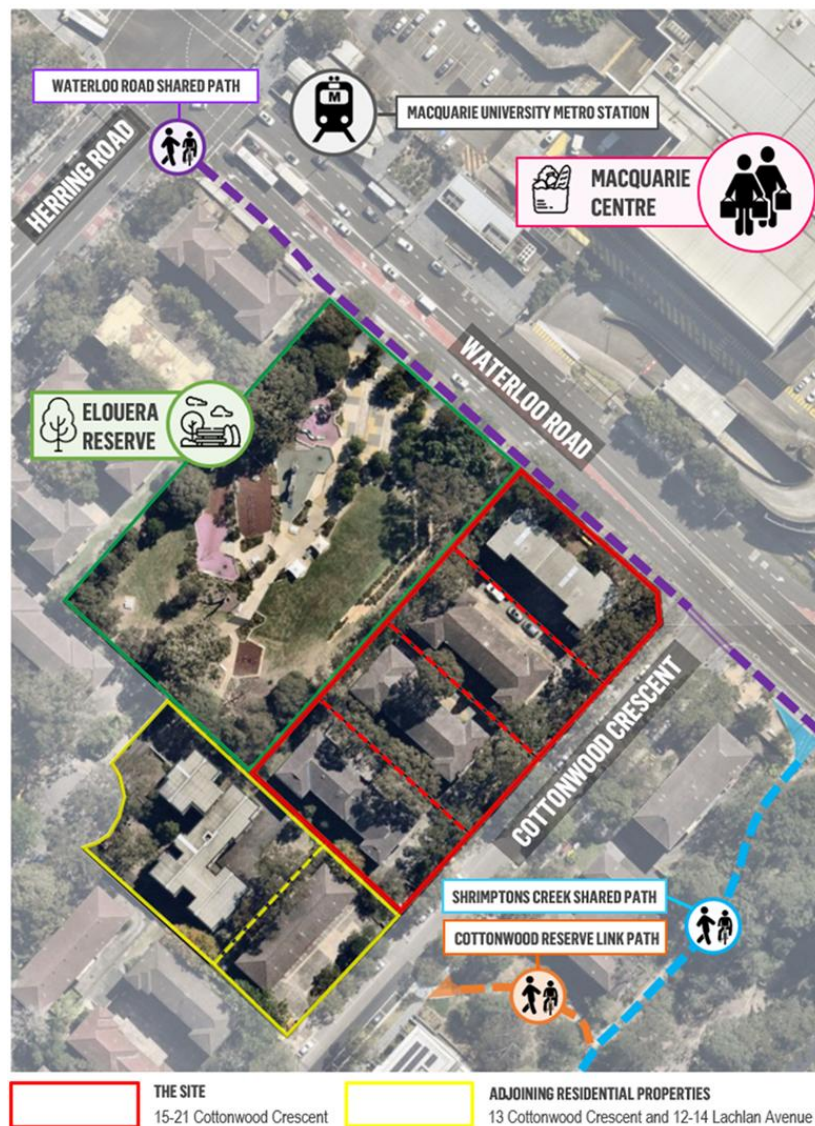 WATERLOO ROAD SHARED PATH
M
MACQUARIE UNIVERSITY METRO STATION
HERRING ROAD
MACQUARIE
CENTRE
WATERLOO ROAD
ELOUERA
RESERVE
COTTONWOOD CRESCENT
SHRIMPTONS CREEK SHARED PATH
COTTONWOOD RESERVE LINK PATH
THE SITE
15-21 Cottonwood Crescent
ADJOINING RESIDENTIAL PROPERTIES
13 Cottonwood Crescent and 12-14 Lachlan Avenue